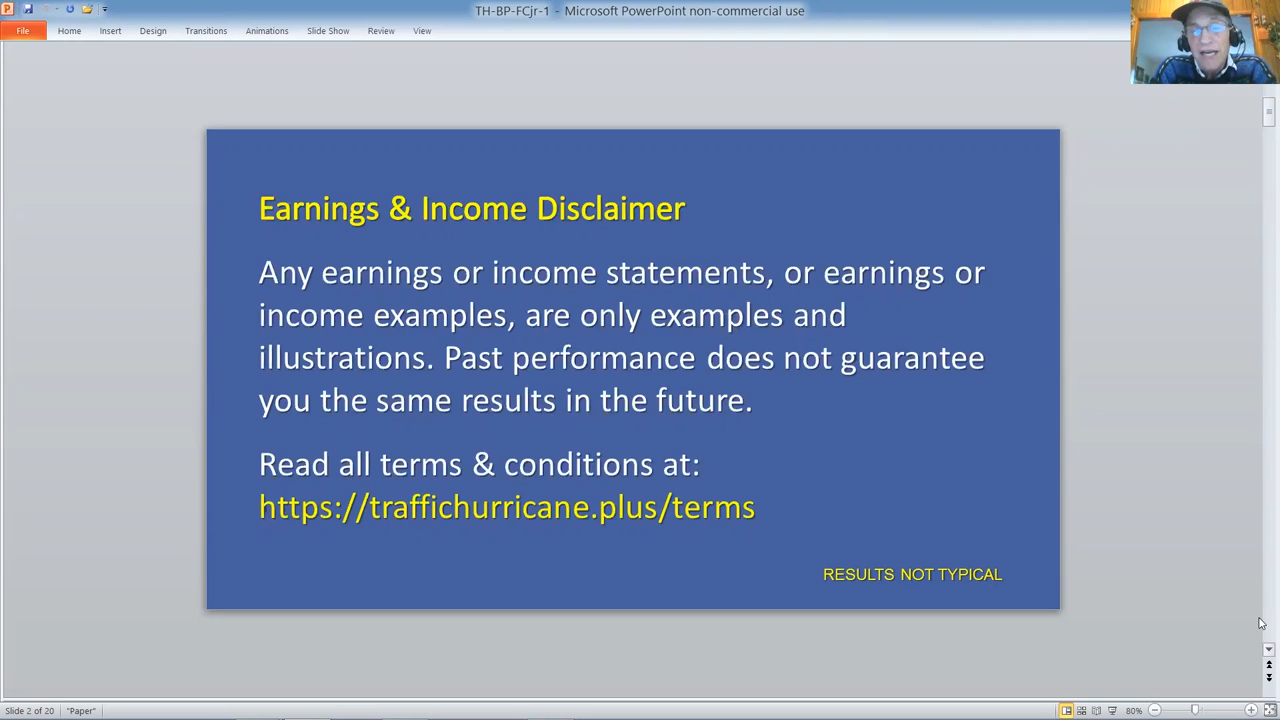 TH-BP-FCjr-1 - Microsoft PowerPoint non-commercial use
File Home Insert Design Transitions Animations Slide Show Review View
Earnings & Income Disclaimer
Any earnings or income statements, or earnings or
income examples, are only examples and
illustrations. Past performance does not guarantee
you the same results in the future.
Read all terms & conditions at:
https://traffichurricane.plus/terms
RESULTS NOT TYPICAL
Slide 2 of 20 "Paper" 80%